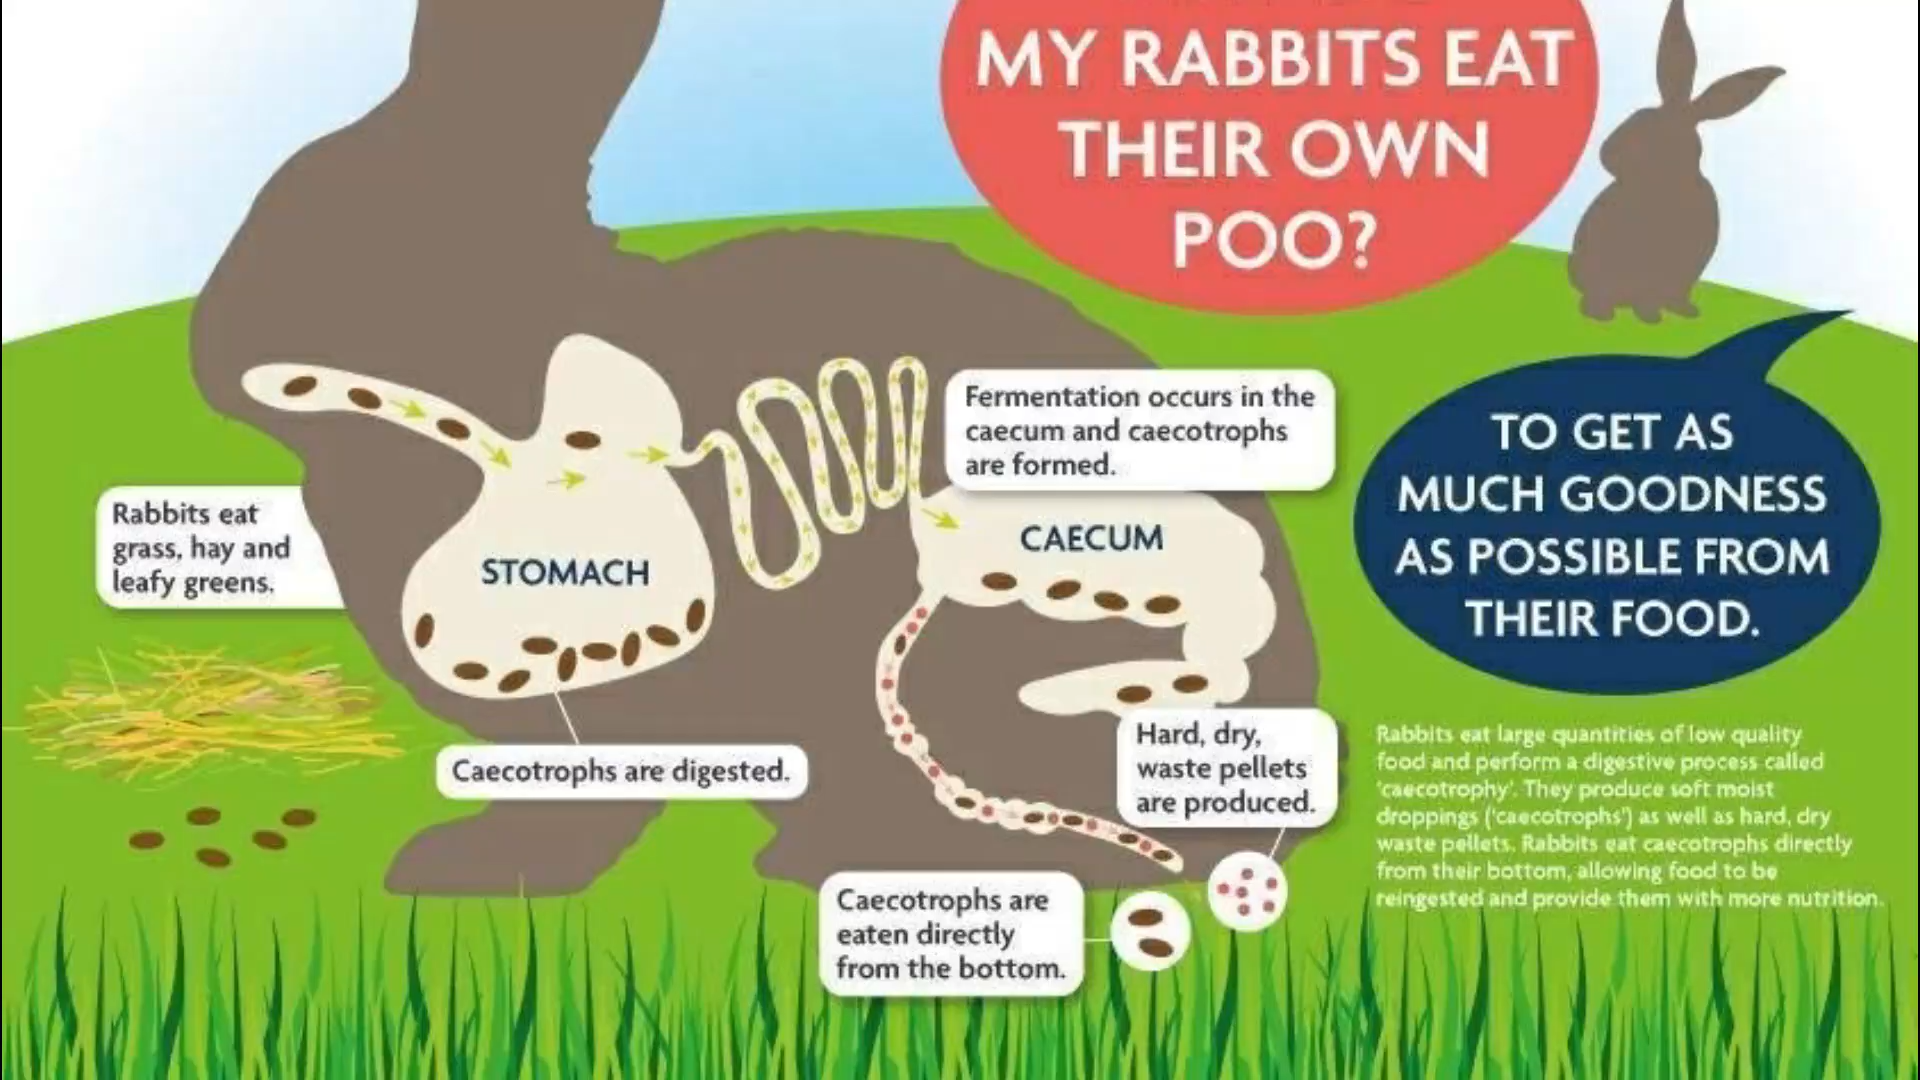 MY RABBITS EAT
THEIR OWN
POO?
Fermentation occurs in the
caecum and caecotrophs
are formed.
TO GET AS
MUCH GOODNESS
AS POSSIBLE FROM
THEIR FOOD.
Rabbits eat
grass, hay and
leafy greens.
STOMACH
CAECUM
Caecotrophs are digested.
Hard, dry,
waste pellets
are produced.
Rabbits eat large quantities of low quality
food and perform a digestive process called
'caecotrophy'. They produce soft moist
droppings ('caecotrophs') as well as hard, dry
waste pellets. Rabbits eat caecotrophs directly
from their bottom, allowing food to be
reingested and provide them with more nutrition.
Caecotrophs are
eaten directly
from the bottom.